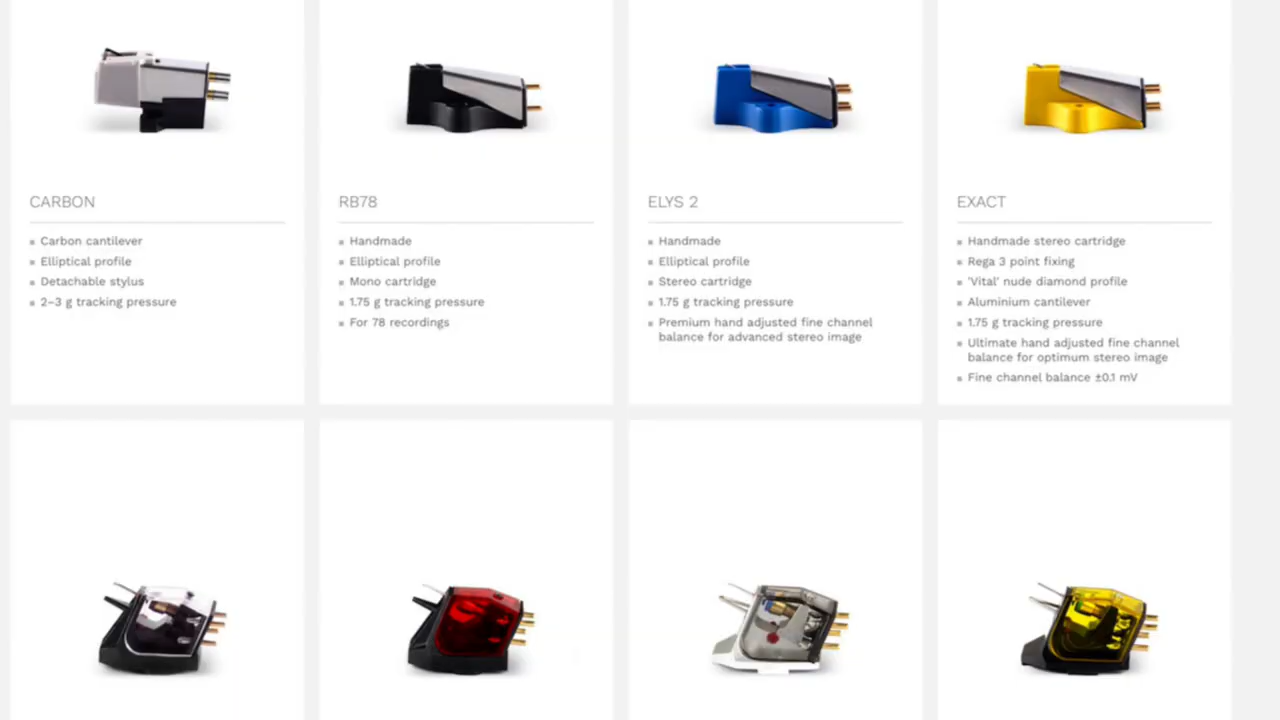 CARBON
Carbon cantilever
Elliptical profile
Detachable stylus
2–3 g tracking pressure
RB78
Handmade
Elliptical profile
Mono cartridge
1.75 g tracking pressure
For 78 recordings
ELYS 2
Handmade
Elliptical profile
Stereo cartridge
1.75 g tracking pressure
Premium hand adjusted fine channel
balance for advanced stereo image
EXACT
Handmade stereo cartridge
Rega 3 point fixing
'Vital' nude diamond profile
Aluminium cantilever
1.75 g tracking pressure
Ultimate hand adjusted fine channel
balance for optimum stereo image
Fine channel balance ±0.1 mV